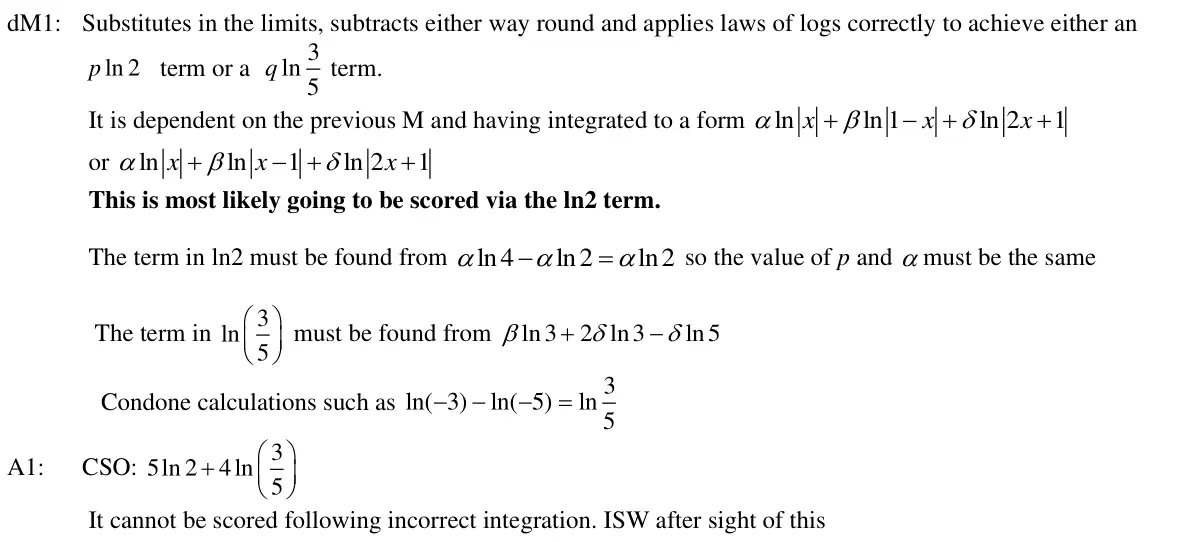 dM1: Substitutes in the limits, subtracts either way round and applies laws of logs correctly to achieve either an
p ln 2 term or a q ln 3/5 term.
It is dependent on the previous M and having integrated to a form α ln|x| + β ln|1 − x| + δ ln|2x + 1|
or α ln|x| + β ln|x − 1| + δ ln|2x + 1|
This is most likely going to be scored via the ln2 term.
The term in ln2 must be found from α ln 4 − α ln 2 = α ln 2 so the value of p and α must be the same
The term in ln(3/5) must be found from β ln 3 + 2δ ln 3 − δ ln 5
Condone calculations such as ln(−3) − ln(−5) = ln 3/5
A1: CSO: 5 ln 2 + 4 ln(3/5)
It cannot be scored following incorrect integration. ISW after sight of this